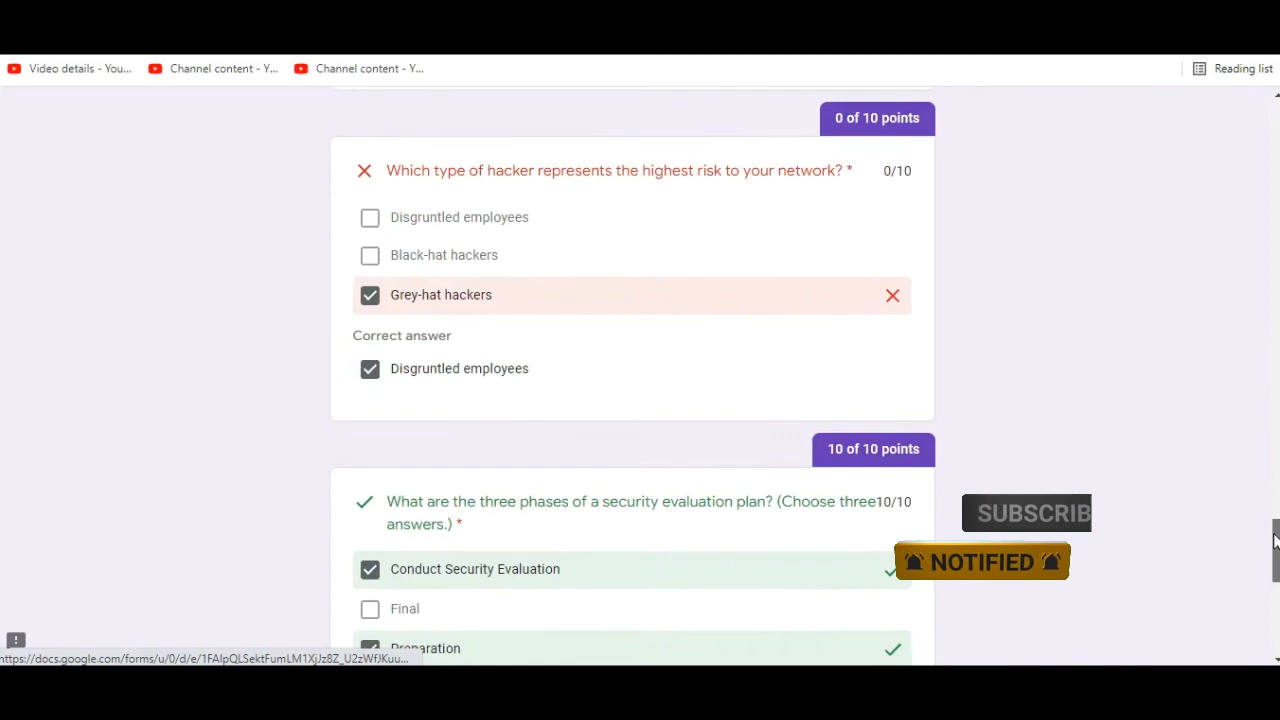 Video details - You... Channel content - Y... Channel content - Y... Reading list
0 of 10 points
Which type of hacker represents the highest risk to your network? * 0/10
Disgruntled employees
Black-hat hackers
Grey-hat hackers
Correct answer
Disgruntled employees
10 of 10 points
What are the three phases of a security evaluation plan? (Choose three 10/10
answers.) *
SUBSCRIB
Conduct Security Evaluation
NOTIFIED
Final
Preparation